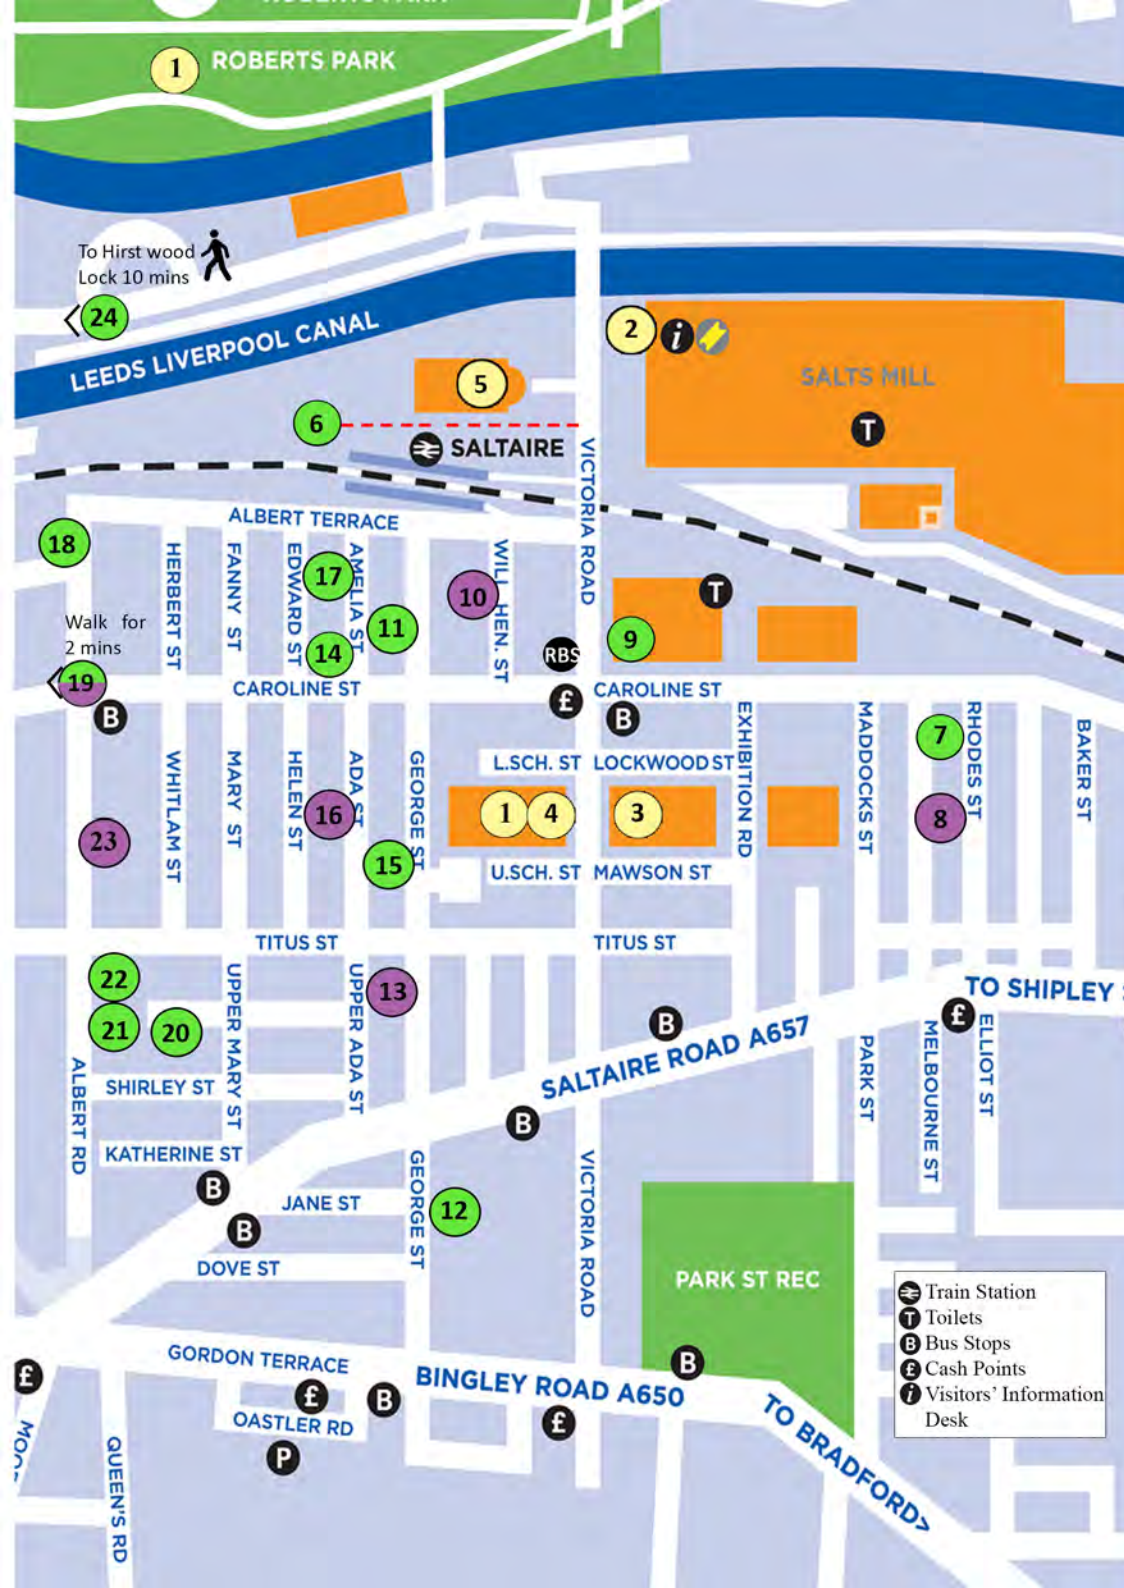 1
ROBERTS PARK
To Hirst wood
Lock 10 mins
24
LEEDS LIVERPOOL CANAL
2
i
SALTS MILL
T
5
6
SALTAIRE
VICTORIA ROAD
ALBERT TERRACE
18
HERBERT ST
FANNY ST
EDWARD ST
17
AMELIA ST
10
WILL HEN. ST
T
11
14
9
RBS
Walk for
2 mins
19
B
CAROLINE ST
£
CAROLINE ST
B
EXHIBITION RD
MADDOCKS ST
7
RHODES ST
BAKER ST
WHITLAM ST
MARY ST
HELEN ST
ADA ST
GEORGE ST
L.SCH. ST
LOCKWOOD ST
23
16
1
4
3
8
15
U.SCH. ST
MAWSON ST
TITUS ST
TITUS ST
22
21
20
UPPER MARY ST
UPPER ADA ST
13
B
TO SHIPLEY
£
SALTAIRE ROAD A657
ALBERT RD
SHIRLEY ST
PARK ST
MELBOURNE ST
ELLIOT ST
B
KATHERINE ST
B
JANE ST
B
GEORGE ST
12
VICTORIA ROAD
DOVE ST
PARK ST REC
Train Station
T Toilets
B Bus Stops
£ Cash Points
i Visitors' Information
Desk
GORDON TERRACE
£
£
B
BINGLEY ROAD A650
B
£
OASTLER RD
P
TO BRADFORD>
QUEEN'S RD